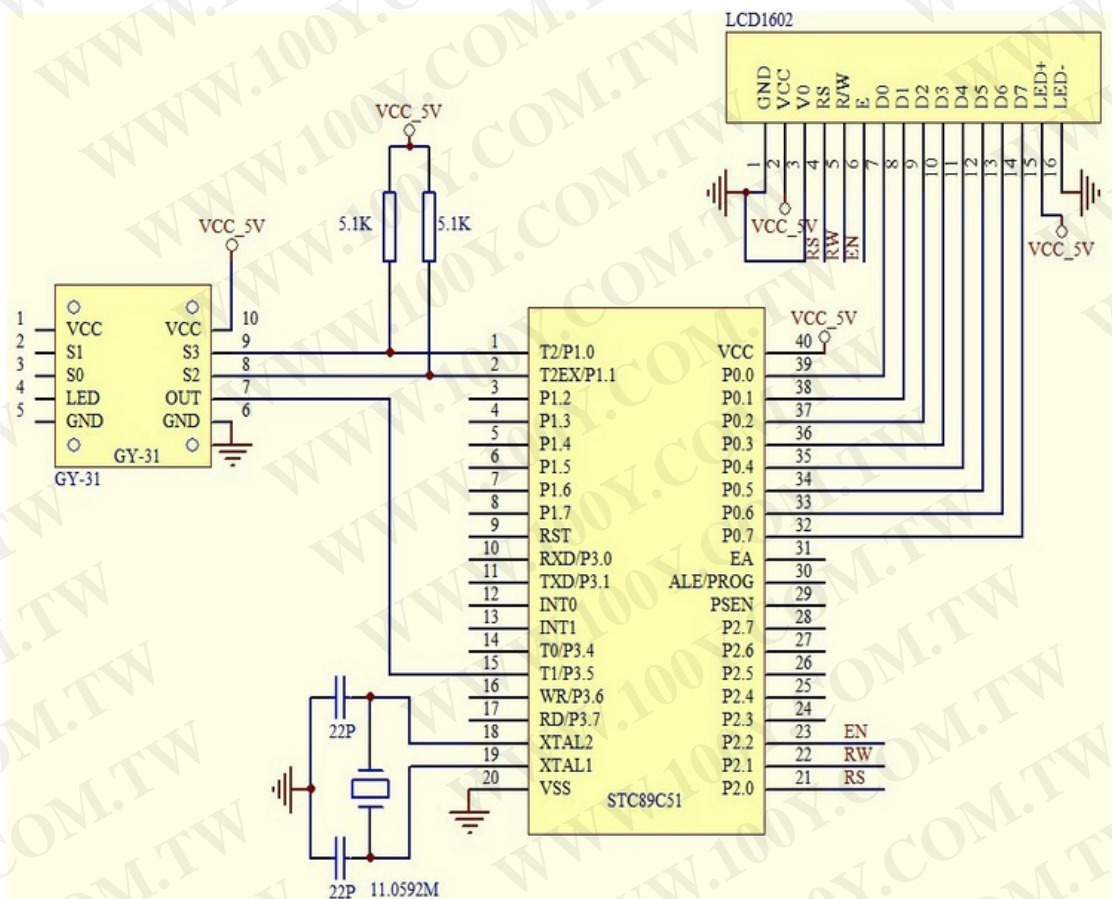 LCD1602
GND
VCC
V0
RS
R/W
E
D0
D1
D2
D3
D4
D5
D6
D7
LED+
LED-
1
2
3
4
5
6
7
8
9
10
11
12
13
14
15
16
VCC_5V
VCC_5V
RS
RW
EN
VCC_5V
5.1K
5.1K
VCC_5V
1 VCC VCC 10
2 S1 S3 9
3 S0 S2 8
4 LED OUT 7
5 GND GND 6
GY-31
GY-31
VCC_5V
1 T2/P1.0 VCC 40
2 T2EX/P1.1 P0.0 39
3 P1.2 P0.1 38
4 P1.3 P0.2 37
5 P1.4 P0.3 36
6 P1.5 P0.4 35
7 P1.6 P0.5 34
8 P1.7 P0.6 33
9 RST P0.7 32
10 RXD/P3.0 EA 31
11 TXD/P3.1 ALE/PROG 30
12 INT0 PSEN 29
13 INT1 P2.7 28
14 T0/P3.4 P2.6 27
15 T1/P3.5 P2.5 26
16 WR/P3.6 P2.4 25
17 RD/P3.7 P2.3 24
18 XTAL2 P2.2 23 EN
19 XTAL1 P2.1 22 RW
20 VSS P2.0 21 RS
STC89C51
22P
22P
11.0592M
WWW.100Y.COM.TW